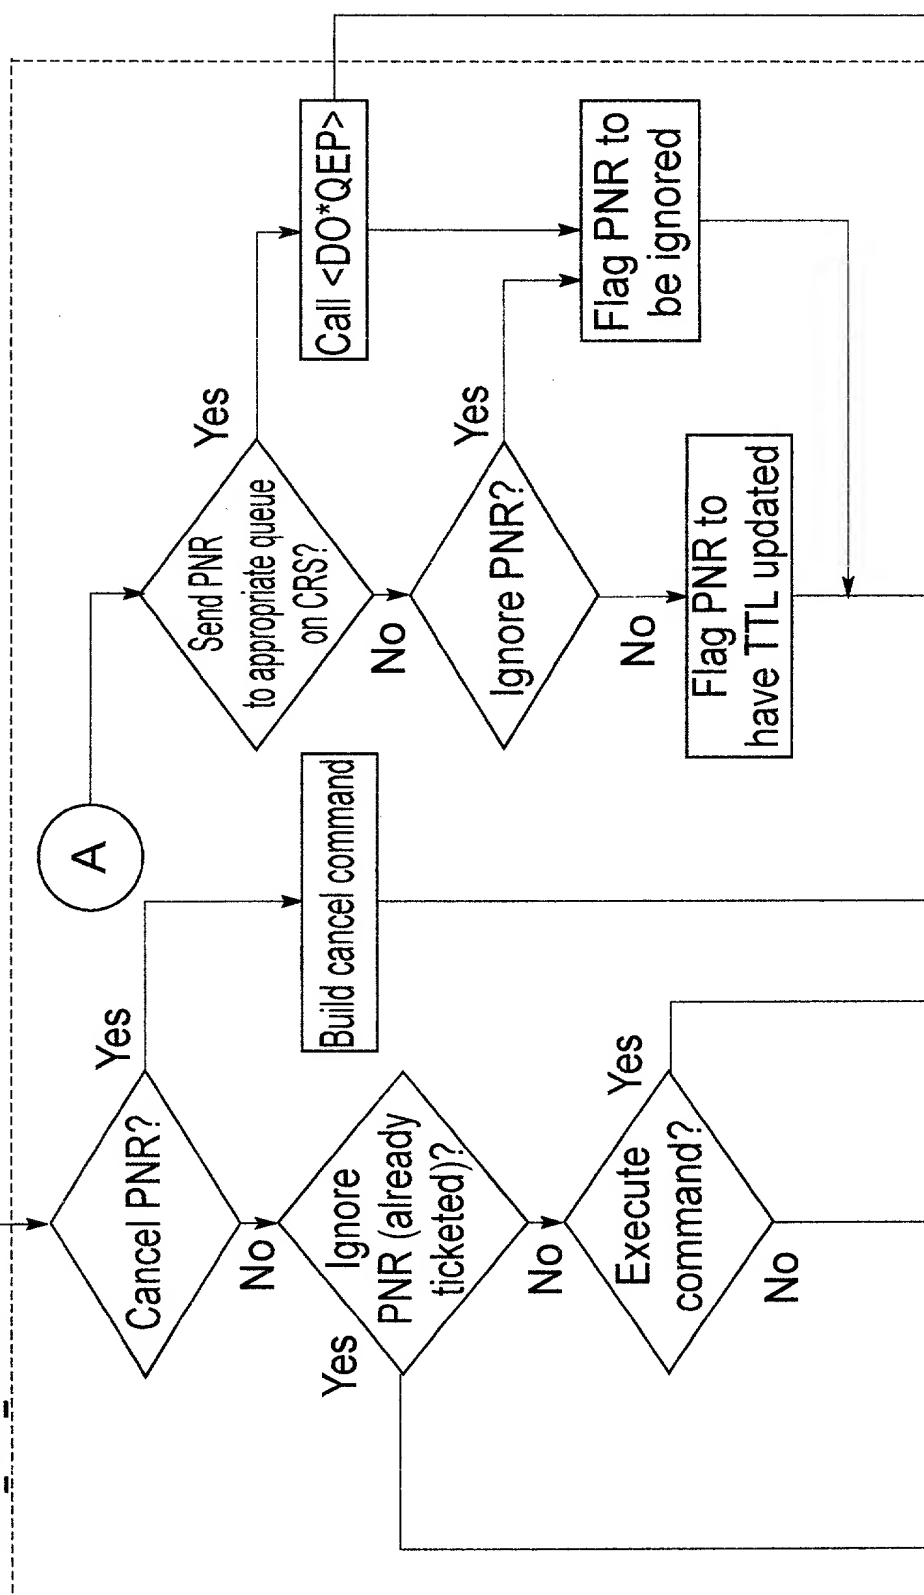 Cancel PNR?
Yes
No
Ignore
PNR (already
ticketed)?
Yes
No
Execute
command?
Yes
No
Build cancel command
A
Send PNR
to appropriate queue
on CRS?
Yes
No
Call <DO*QEP>
Ignore PNR?
Yes
No
Flag PNR to
be ignored
Flag PNR to
have TTL updated